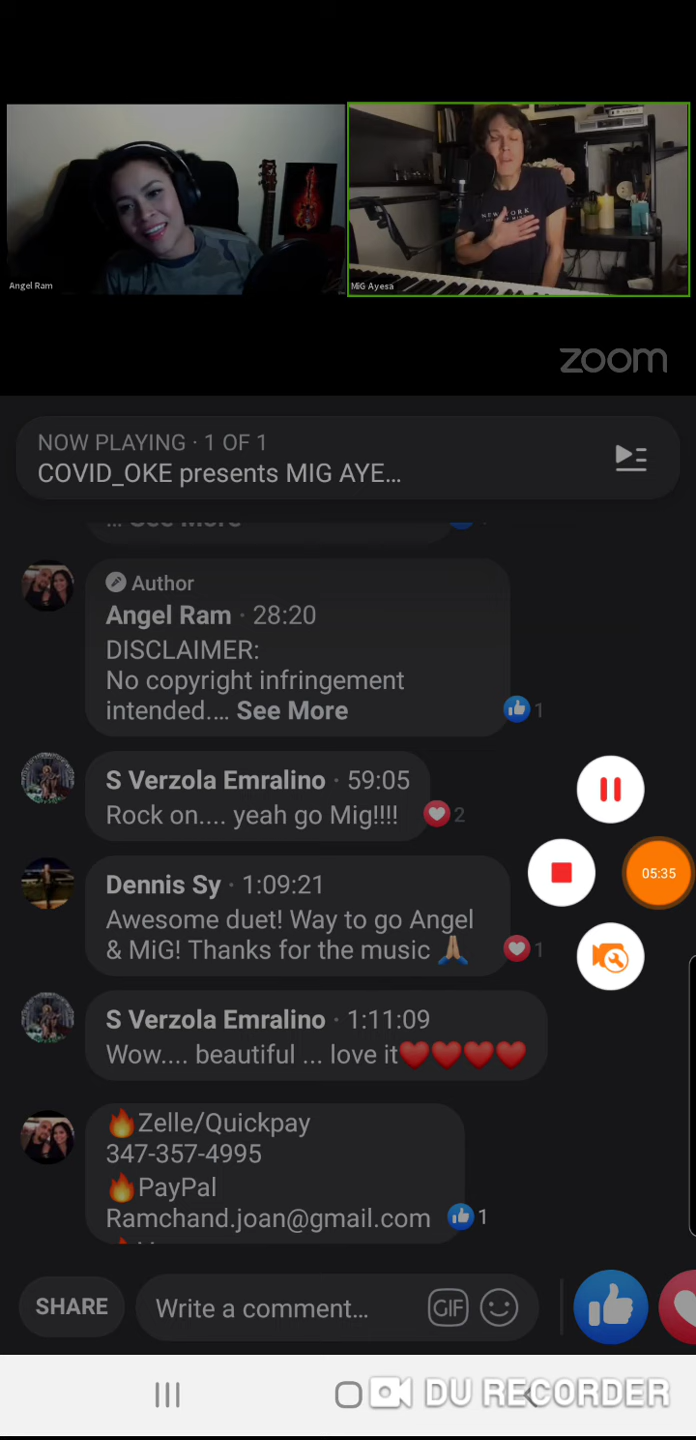 NEW YORK
Angel Ram
MiG Ayesa
zoom
NOW PLAYING · 1 OF 1
COVID_OKE presents MIG AYE...
... See More
Author
Angel Ram · 28:20
DISCLAIMER:
No copyright infringement
intended.... See More
1
S Verzola Emralino · 59:05
Rock on.... yeah go Mig!!!!
2
05:35
Dennis Sy · 1:09:21
Awesome duet! Way to go Angel
& MiG! Thanks for the music 🙏🏼
1
S Verzola Emralino · 1:11:09
Wow.... beautiful ... love it❤️❤️❤️❤️
🔥Zelle/Quickpay
347-357-4995
🔥PayPal
Ramchand.joan@gmail.com
1
SHARE
Write a comment...
GIF
DU RECORDER